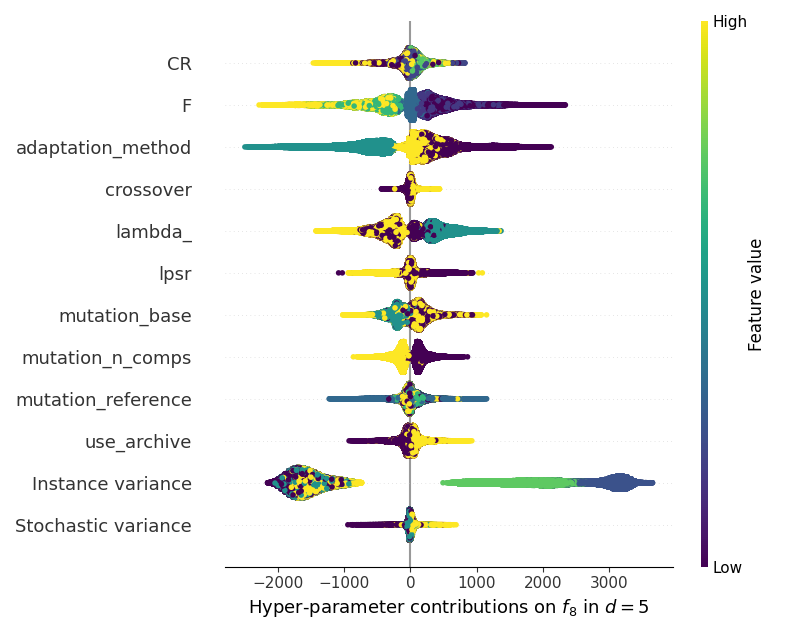 High
CR
F
adaptation_method
crossover
lambda_
lpsr
mutation_base
mutation_n_comps
mutation_reference
use_archive
Instance variance
Stochastic variance
Feature value
Low
−2000 −1000 0 1000 2000 3000
Hyper-parameter contributions on f₈ in d = 5